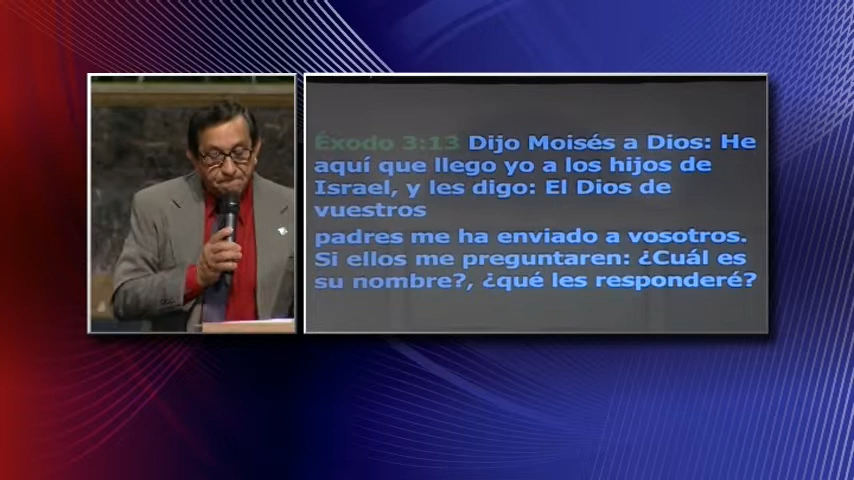 Éxodo 3:13 Dijo Moisés a Dios: He
aquí que llego yo a los hijos de
Israel, y les digo: El Dios de
vuestros
padres me ha enviado a vosotros.
Si ellos me preguntaren: ¿Cuál es
su nombre?, ¿qué les responderé?